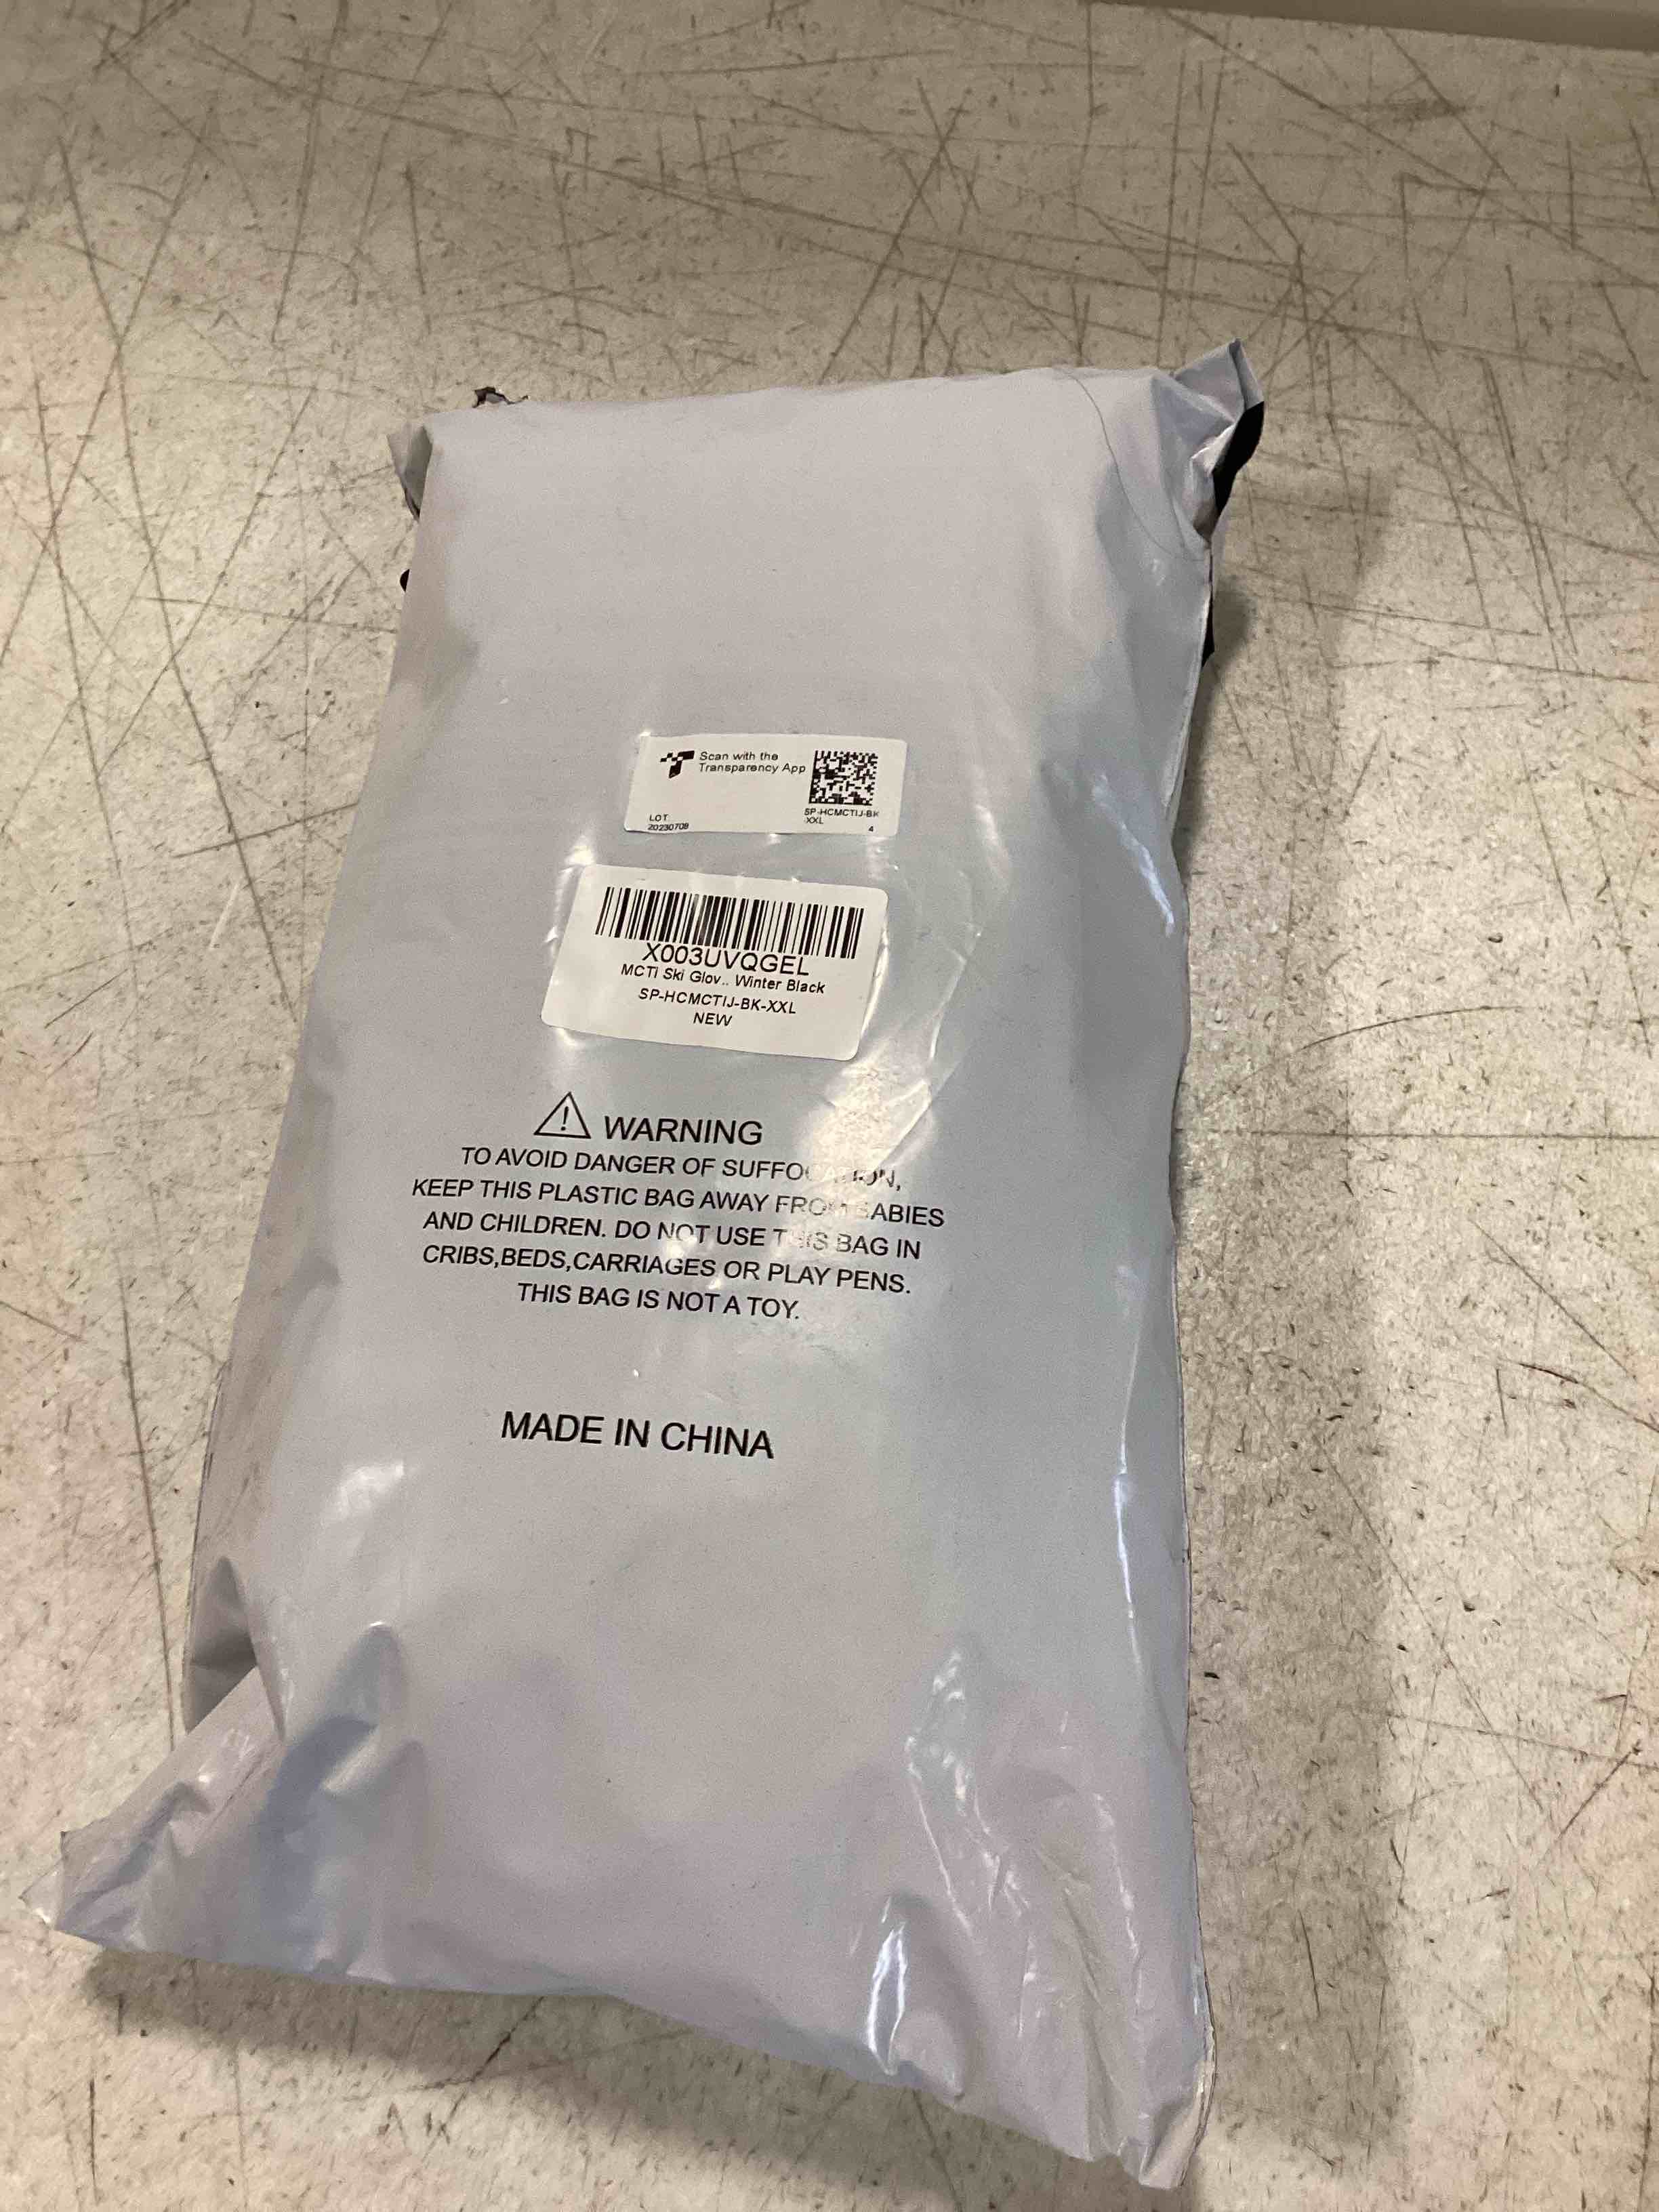 Scan with the
Transparency App
LOT
20230708
SP-HCMCTIJ-BK
-XXL
4
X003UVQGEL
MCTi Ski Glov.. Winter Black
SP-HCMCTIJ-BK-XXL
NEW
WARNING
TO AVOID DANGER OF SUFFOCATION,
KEEP THIS PLASTIC BAG AWAY FROM BABIES
AND CHILDREN. DO NOT USE THIS BAG IN
CRIBS,BEDS,CARRIAGES OR PLAY PENS.
THIS BAG IS NOT A TOY.
MADE IN CHINA